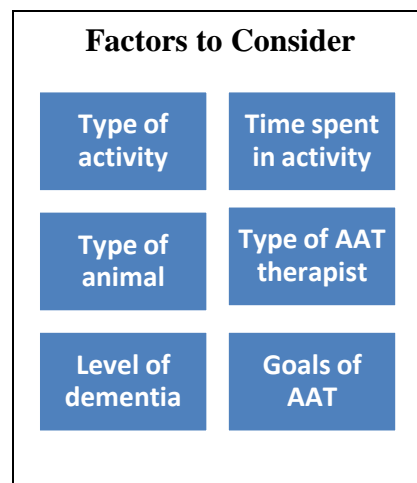 Factors to Consider
Type of
activity
Time spent
in activity
Type of
animal
Type of AAT
therapist
Level of
dementia
Goals of
AAT